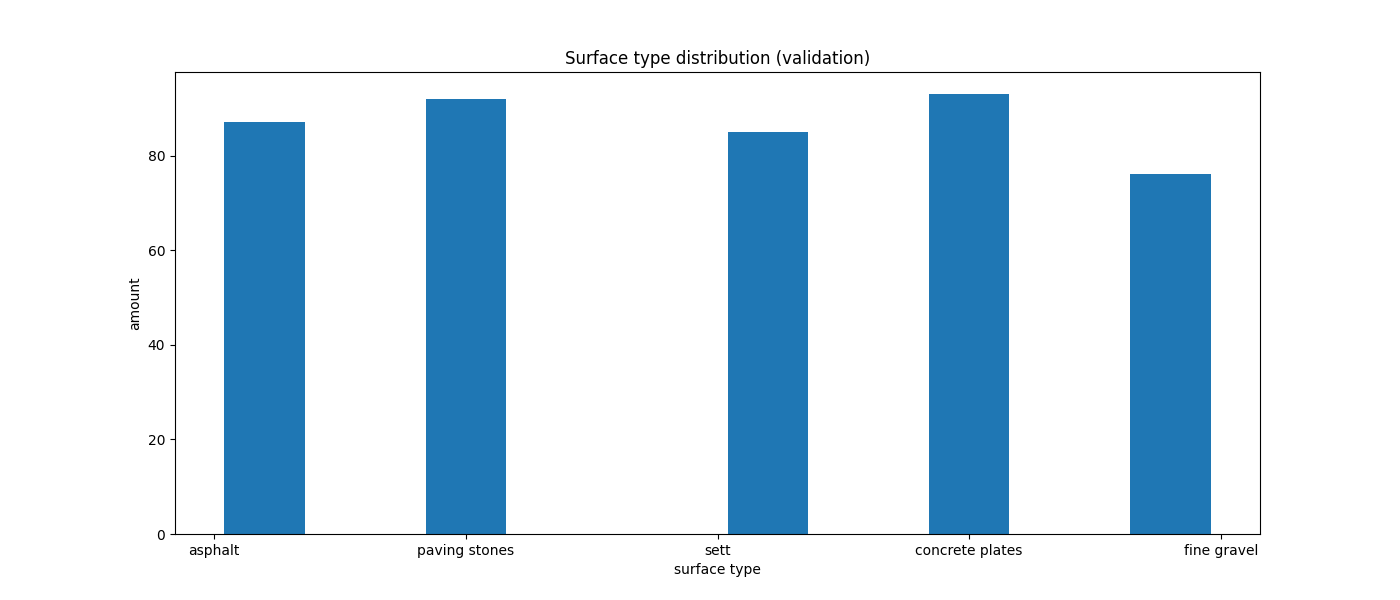 Surface type distribution (validation)
amount
80
60
40
20
0
asphalt paving stones sett concrete plates fine gravel
surface type